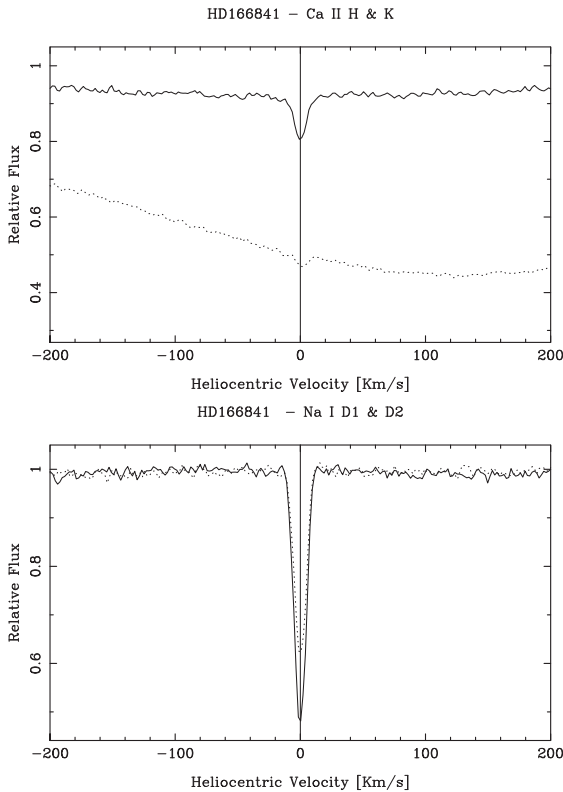 HD166841 - Ca II H & K
1
0.8
0.6
0.4
Relative Flux
-200 -100 0 100 200
Heliocentric Velocity [Km/s]
HD166841 - Na I D1 & D2
1
0.8
0.6
Relative Flux
-200 -100 0 100 200
Heliocentric Velocity [Km/s]